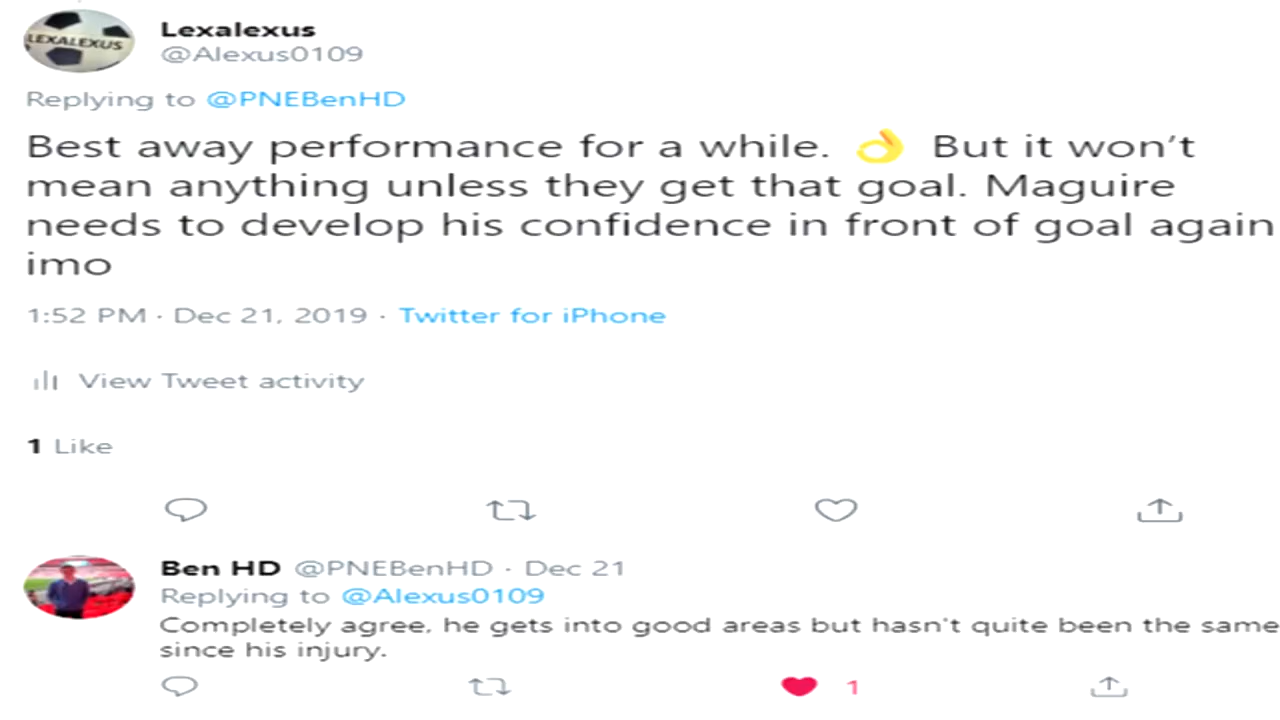 LEXALEXUS
Lexalexus
@Alexus0109
Replying to @PNEBenHD
Best away performance for a while. 👌 But it won't
mean anything unless they get that goal. Maguire
needs to develop his confidence in front of goal again
imo
1:52 PM · Dec 21, 2019 · Twitter for iPhone
View Tweet activity
1 Like
Ben HD @PNEBenHD · Dec 21
Replying to @Alexus0109
Completely agree, he gets into good areas but hasn't quite been the same
since his injury.
1